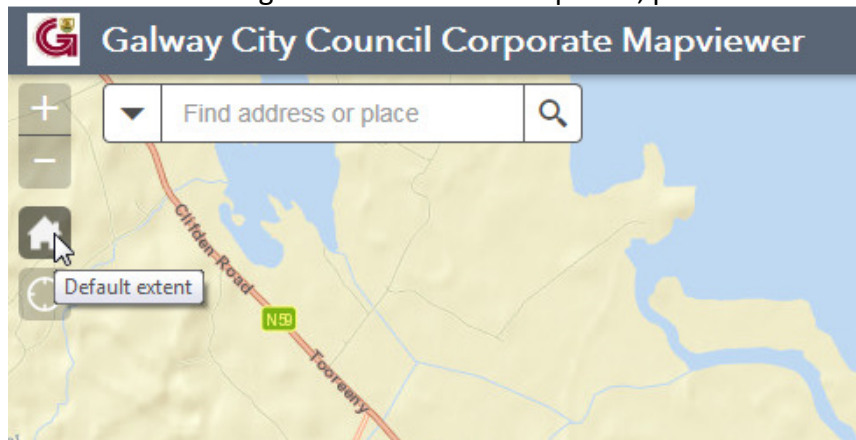 Galway City Council Corporate Mapviewer
Find address or place
Clifden Road
Default extent
N59
Tooreeny